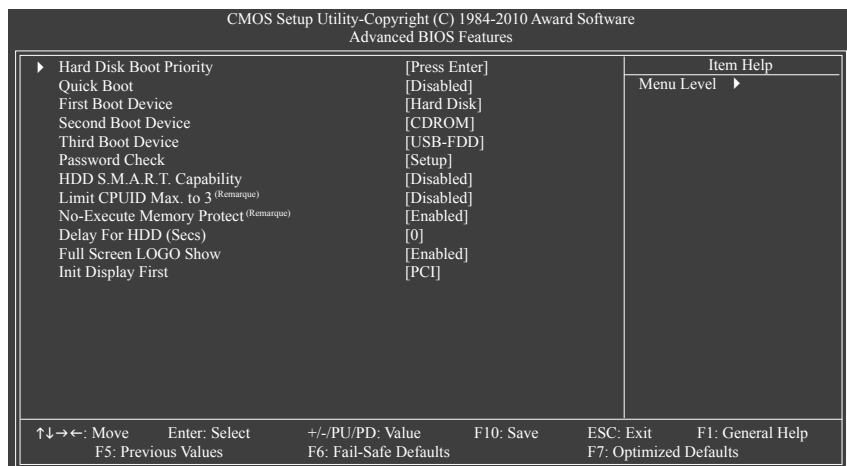 CMOS Setup Utility-Copyright (C) 1984-2010 Award Software
Advanced BIOS Features
Hard Disk Boot Priority [Press Enter]
Quick Boot [Disabled]
First Boot Device [Hard Disk]
Second Boot Device [CDROM]
Third Boot Device [USB-FDD]
Password Check [Setup]
HDD S.M.A.R.T. Capability [Disabled]
Limit CPUID Max. to 3 (Remarque) [Disabled]
No-Execute Memory Protect (Remarque) [Enabled]
Delay For HDD (Secs) [0]
Full Screen LOGO Show [Enabled]
Init Display First [PCI]
Item Help
Menu Level
↑↓→←: Move Enter: Select +/-/PU/PD: Value F10: Save ESC: Exit F1: General Help
F5: Previous Values F6: Fail-Safe Defaults F7: Optimized Defaults